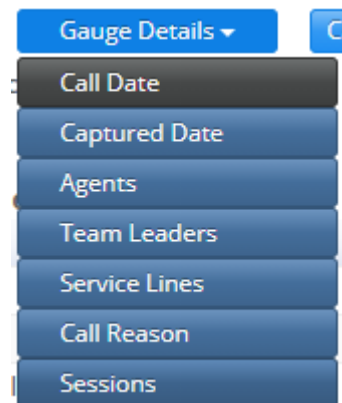 Gauge Details
Call Date
Captured Date
Agents
Team Leaders
Service Lines
Call Reason
Sessions